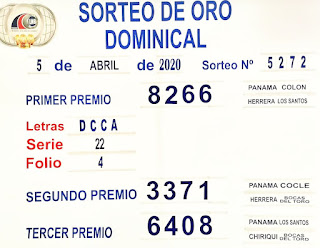 SORTEO DE ORO
DOMINICAL
5 de ABRIL de 2020 Sorteo Nº 5272
PRIMER PREMIO 8266 PANAMA COLON
HERRERA LOS SANTOS
Letras DCCA
Serie 22
Folio 4
SEGUNDO PREMIO 3371 PANAMA COCLE
HERRERA BOCAS DEL TORO
TERCER PREMIO 6408 PANAMA LOS SANTOS
CHIRIQUI BOCAS DEL TORO